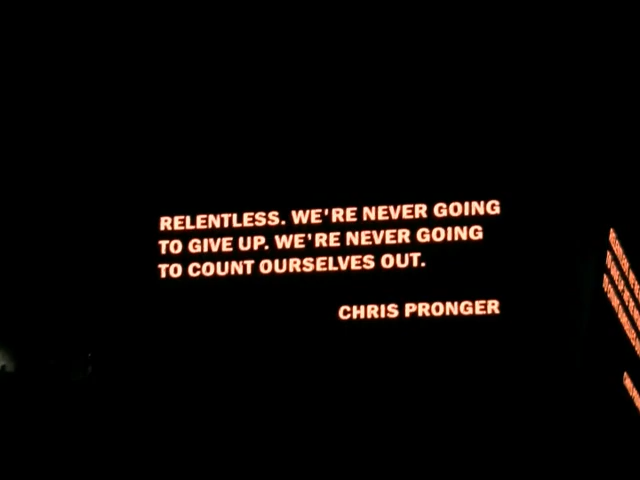 RELENTLESS. WE'RE NEVER GOING
TO GIVE UP. WE'RE NEVER GOING
TO COUNT OURSELVES OUT.
CHRIS PRONGER